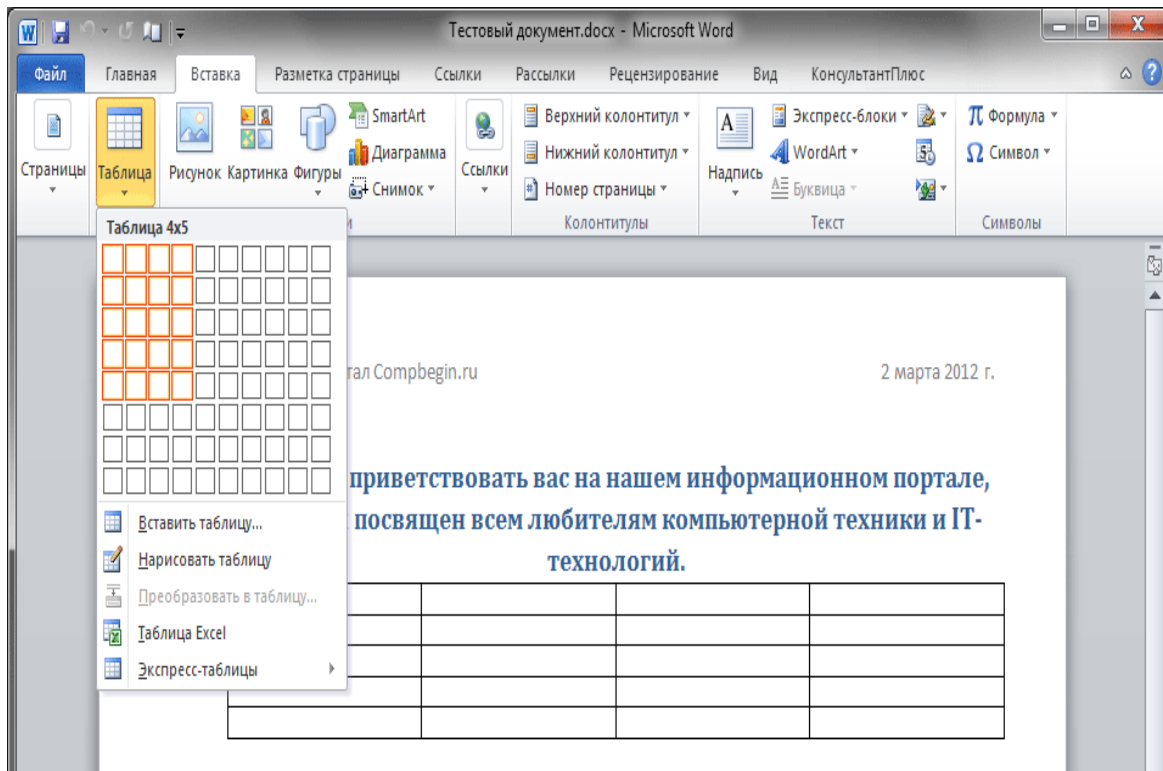 Тестовый документ.docx - Microsoft Word
Файл Главная Вставка Разметка страницы Ссылки Рассылки Рецензирование Вид КонсультантПлюс
Страницы
Таблица
Рисунок Картинка Фигуры
SmartArt
Диаграмма
Снимок
Ссылки
Верхний колонтитул
Нижний колонтитул
Номер страницы
Колонтитулы
Надпись
Экспресс-блоки
WordArt
Буквица
Текст
π Формула
Ω Символ
Символы
Таблица 4x5
Вставить таблицу...
Нарисовать таблицу
Преобразовать в таблицу...
Таблица Excel
Экспресс-таблицы
Compbegin.ru 2 марта 2012 г.
приветствовать вас на нашем информационном портале,
посвящен всем любителям компьютерной техники и IT-
технологий.